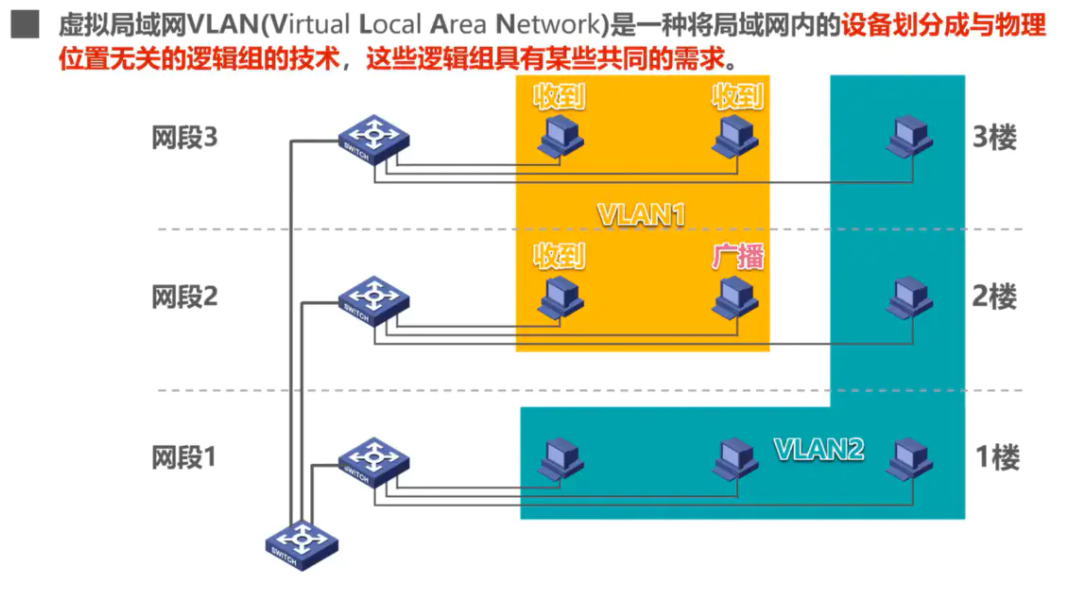 虚拟局域网VLAN(Virtual Local Area Network)是一种将局域网内的设备划分成与物理
位置无关的逻辑组的技术，这些逻辑组具有某些共同的需求。
收到 收到
网段3 SWITCH 3楼
VLAN1
收到 广播
网段2 SWITCH 2楼
网段1 SWITCH VLAN2 1楼
SWITCH